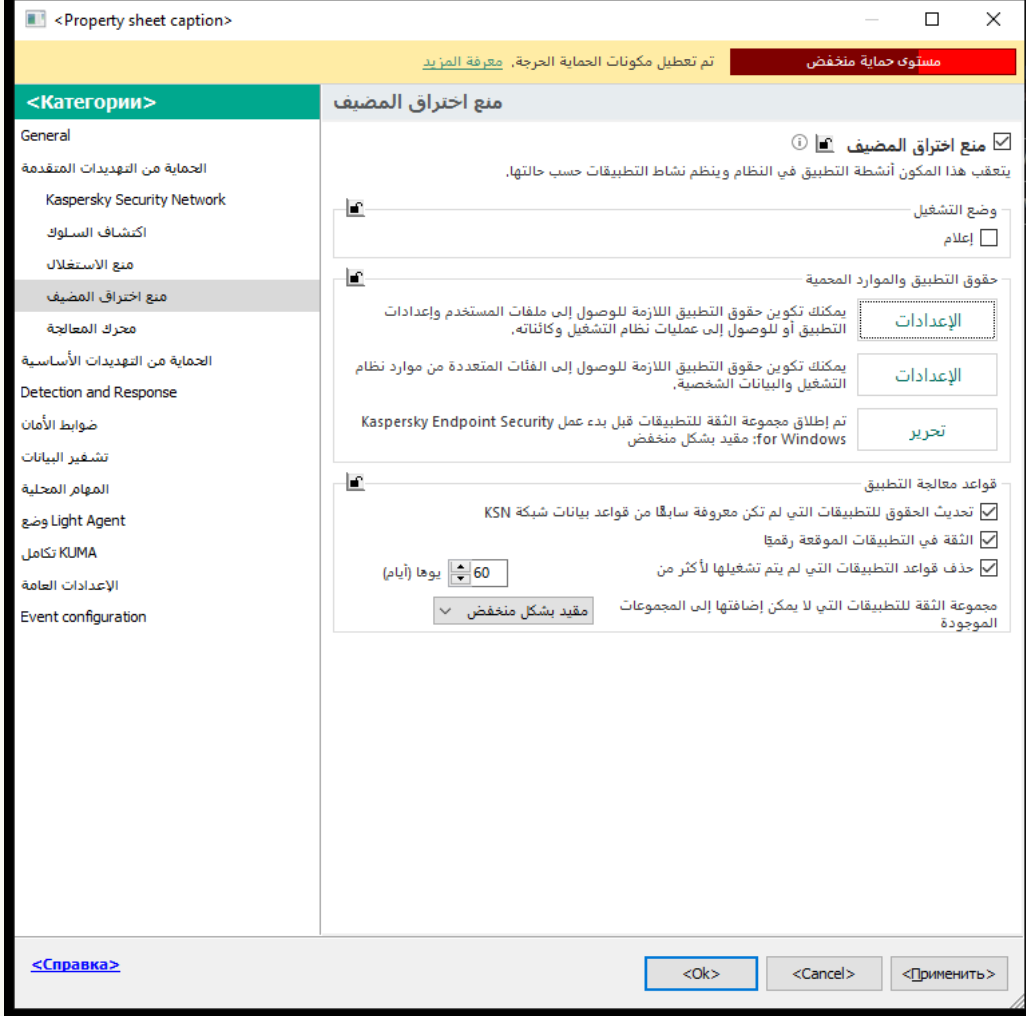 <Property sheet caption>
مستوى حماية منخفض
تم تعطيل مكونات الحماية الحرجة. معرفة المزيد
<Категории>
General
الحماية من التهديدات المتقدمة
Kaspersky Security Network
اكتشاف السلوك
منع الاستغلال
منع اختراق المضيف
محرك المعالجة
الحماية من التهديدات الأساسية
Detection and Response
ضوابط الأمان
تشفير البيانات
المهام المحلية
وضع Light Agent
تكامل KUMA
الإعدادات العامة
Event configuration
منع اختراق المضيف
منع اختراق المضيف
يتعقب هذا المكون أنشطة التطبيق في النظام وينظم نشاط التطبيقات حسب حالتها.
وضع التشغيل
إعلام
حقوق التطبيق والموارد المحمية
الإعدادات
يمكنك تكوين حقوق التطبيق اللازمة للوصول إلى ملفات المستخدم وإعدادات
التطبيق أو للوصول إلى عمليات نظام التشغيل وكائناته.
الإعدادات
يمكنك تكوين حقوق التطبيق اللازمة للوصول إلى الفئات المتعددة من موارد نظام
التشغيل والبيانات الشخصية.
تحرير
تم إطلاق مجموعة الثقة للتطبيقات قبل بدء عمل Kaspersky Endpoint Security
for Windows: مقيد بشكل منخفض
قواعد معالجة التطبيق
تحديث الحقوق للتطبيقات التي لم تكن معروفة سابقًا من قواعد بيانات شبكة KSN
الثقة في التطبيقات الموقعة رقميًا
حذف قواعد التطبيقات التي لم يتم تشغيلها لأكثر من 60 يومًا (أيام)
مجموعة الثقة للتطبيقات التي لا يمكن إضافتها إلى المجموعات
الموجودة
مقيد بشكل منخفض
<Справка>
<Ok>
<Cancel>
<Применить>